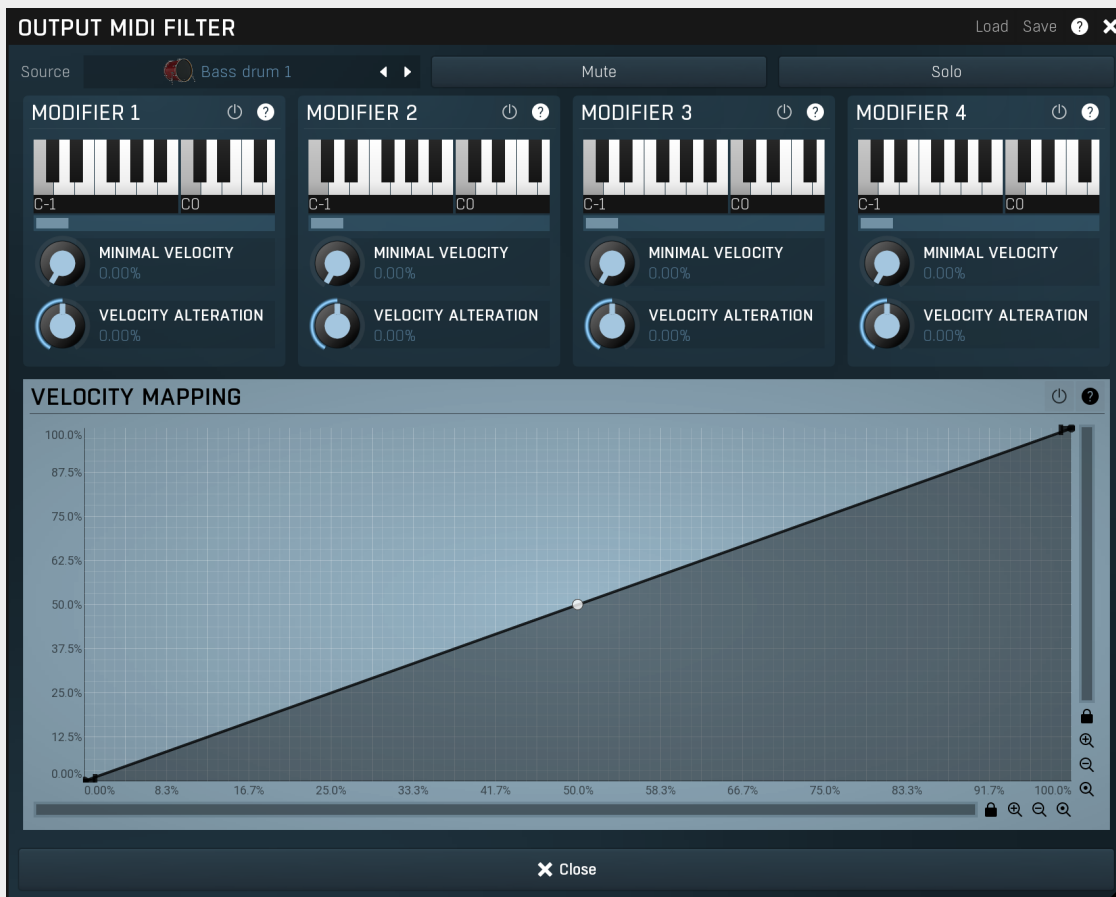 OUTPUT MIDI FILTER Load Save ?
Source Bass drum 1 Mute Solo
MODIFIER 1 ? MODIFIER 2 ? MODIFIER 3 ? MODIFIER 4 ?
C-1 C0 C-1 C0 C-1 C0 C-1 C0
MINIMAL VELOCITY MINIMAL VELOCITY MINIMAL VELOCITY MINIMAL VELOCITY
0.00% 0.00% 0.00% 0.00%
VELOCITY ALTERATION VELOCITY ALTERATION VELOCITY ALTERATION VELOCITY ALTERATION
0.00% 0.00% 0.00% 0.00%
VELOCITY MAPPING ?
100.0%
87.5%
75.0%
62.5%
50.0%
37.5%
25.0%
12.5%
0.00%
0.00% 8.3% 16.7% 25.0% 33.3% 41.7% 50.0% 58.3% 66.7% 75.0% 83.3% 91.7% 100.0%
Close